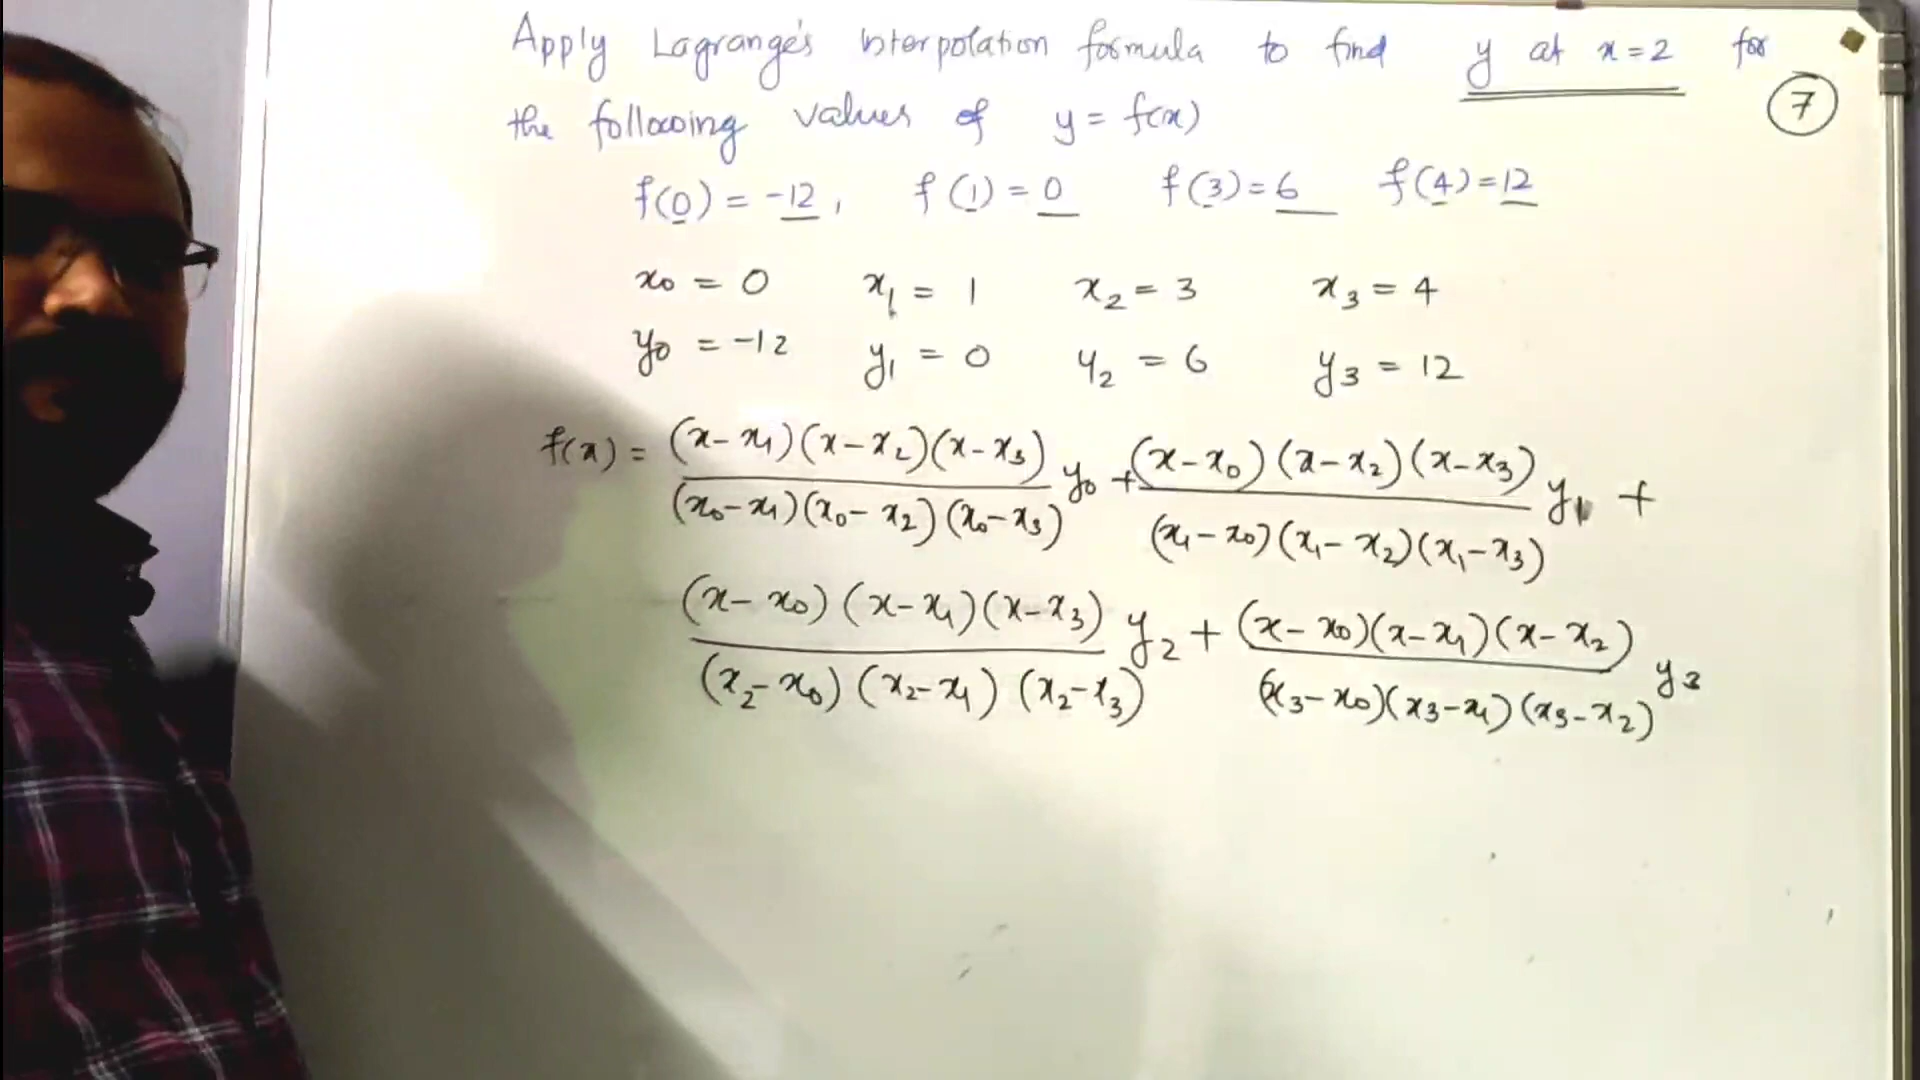 Apply Lagrange's Interpolation formula to find y at x=2 for
7
the following values of y = f(x)
f(0) = -12, f(1) = 0 f(3) = 6 f(4) = 12
x₀ = 0 x₁ = 1 x₂ = 3 x₃ = 4
y₀ = -12 y₁ = 0 y₂ = 6 y₃ = 12
f(x) = (x-x₁)(x-x₂)(x-x₃) / (x₀-x₁)(x₀-x₂)(x₀-x₃) y₀ + (x-x₀)(x-x₂)(x-x₃) / (x₁-x₀)(x₁-x₂)(x₁-x₃) y₁ +
(x-x₀)(x-x₁)(x-x₃) / (x₂-x₀)(x₂-x₁)(x₂-x₃) y₂ + (x-x₀)(x-x₁)(x-x₂) / (x₃-x₀)(x₃-x₁)(x₃-x₂) y₃